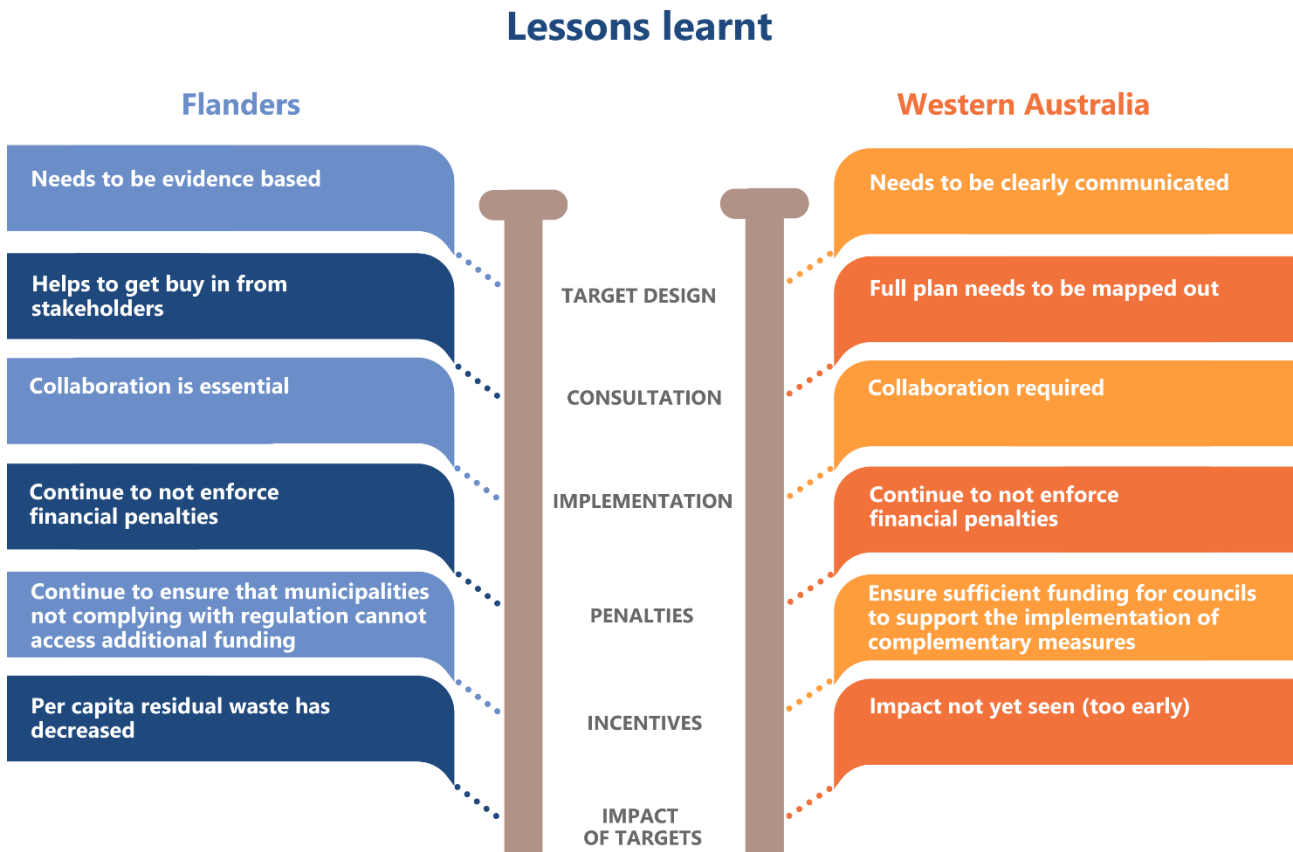 Lessons learnt
Flanders
Western Australia
Needs to be evidence based
Needs to be clearly communicated
TARGET DESIGN
Helps to get buy in from
stakeholders
Full plan needs to be mapped out
CONSULTATION
Collaboration is essential
Collaboration required
IMPLEMENTATION
Continue to not enforce
financial penalties
Continue to not enforce
financial penalties
PENALTIES
Continue to ensure that municipalities
not complying with regulation cannot
access additional funding
Ensure sufficient funding for councils
to support the implementation of
complementary measures
INCENTIVES
Per capita residual waste has
decreased
Impact not yet seen (too early)
IMPACT
OF TARGETS